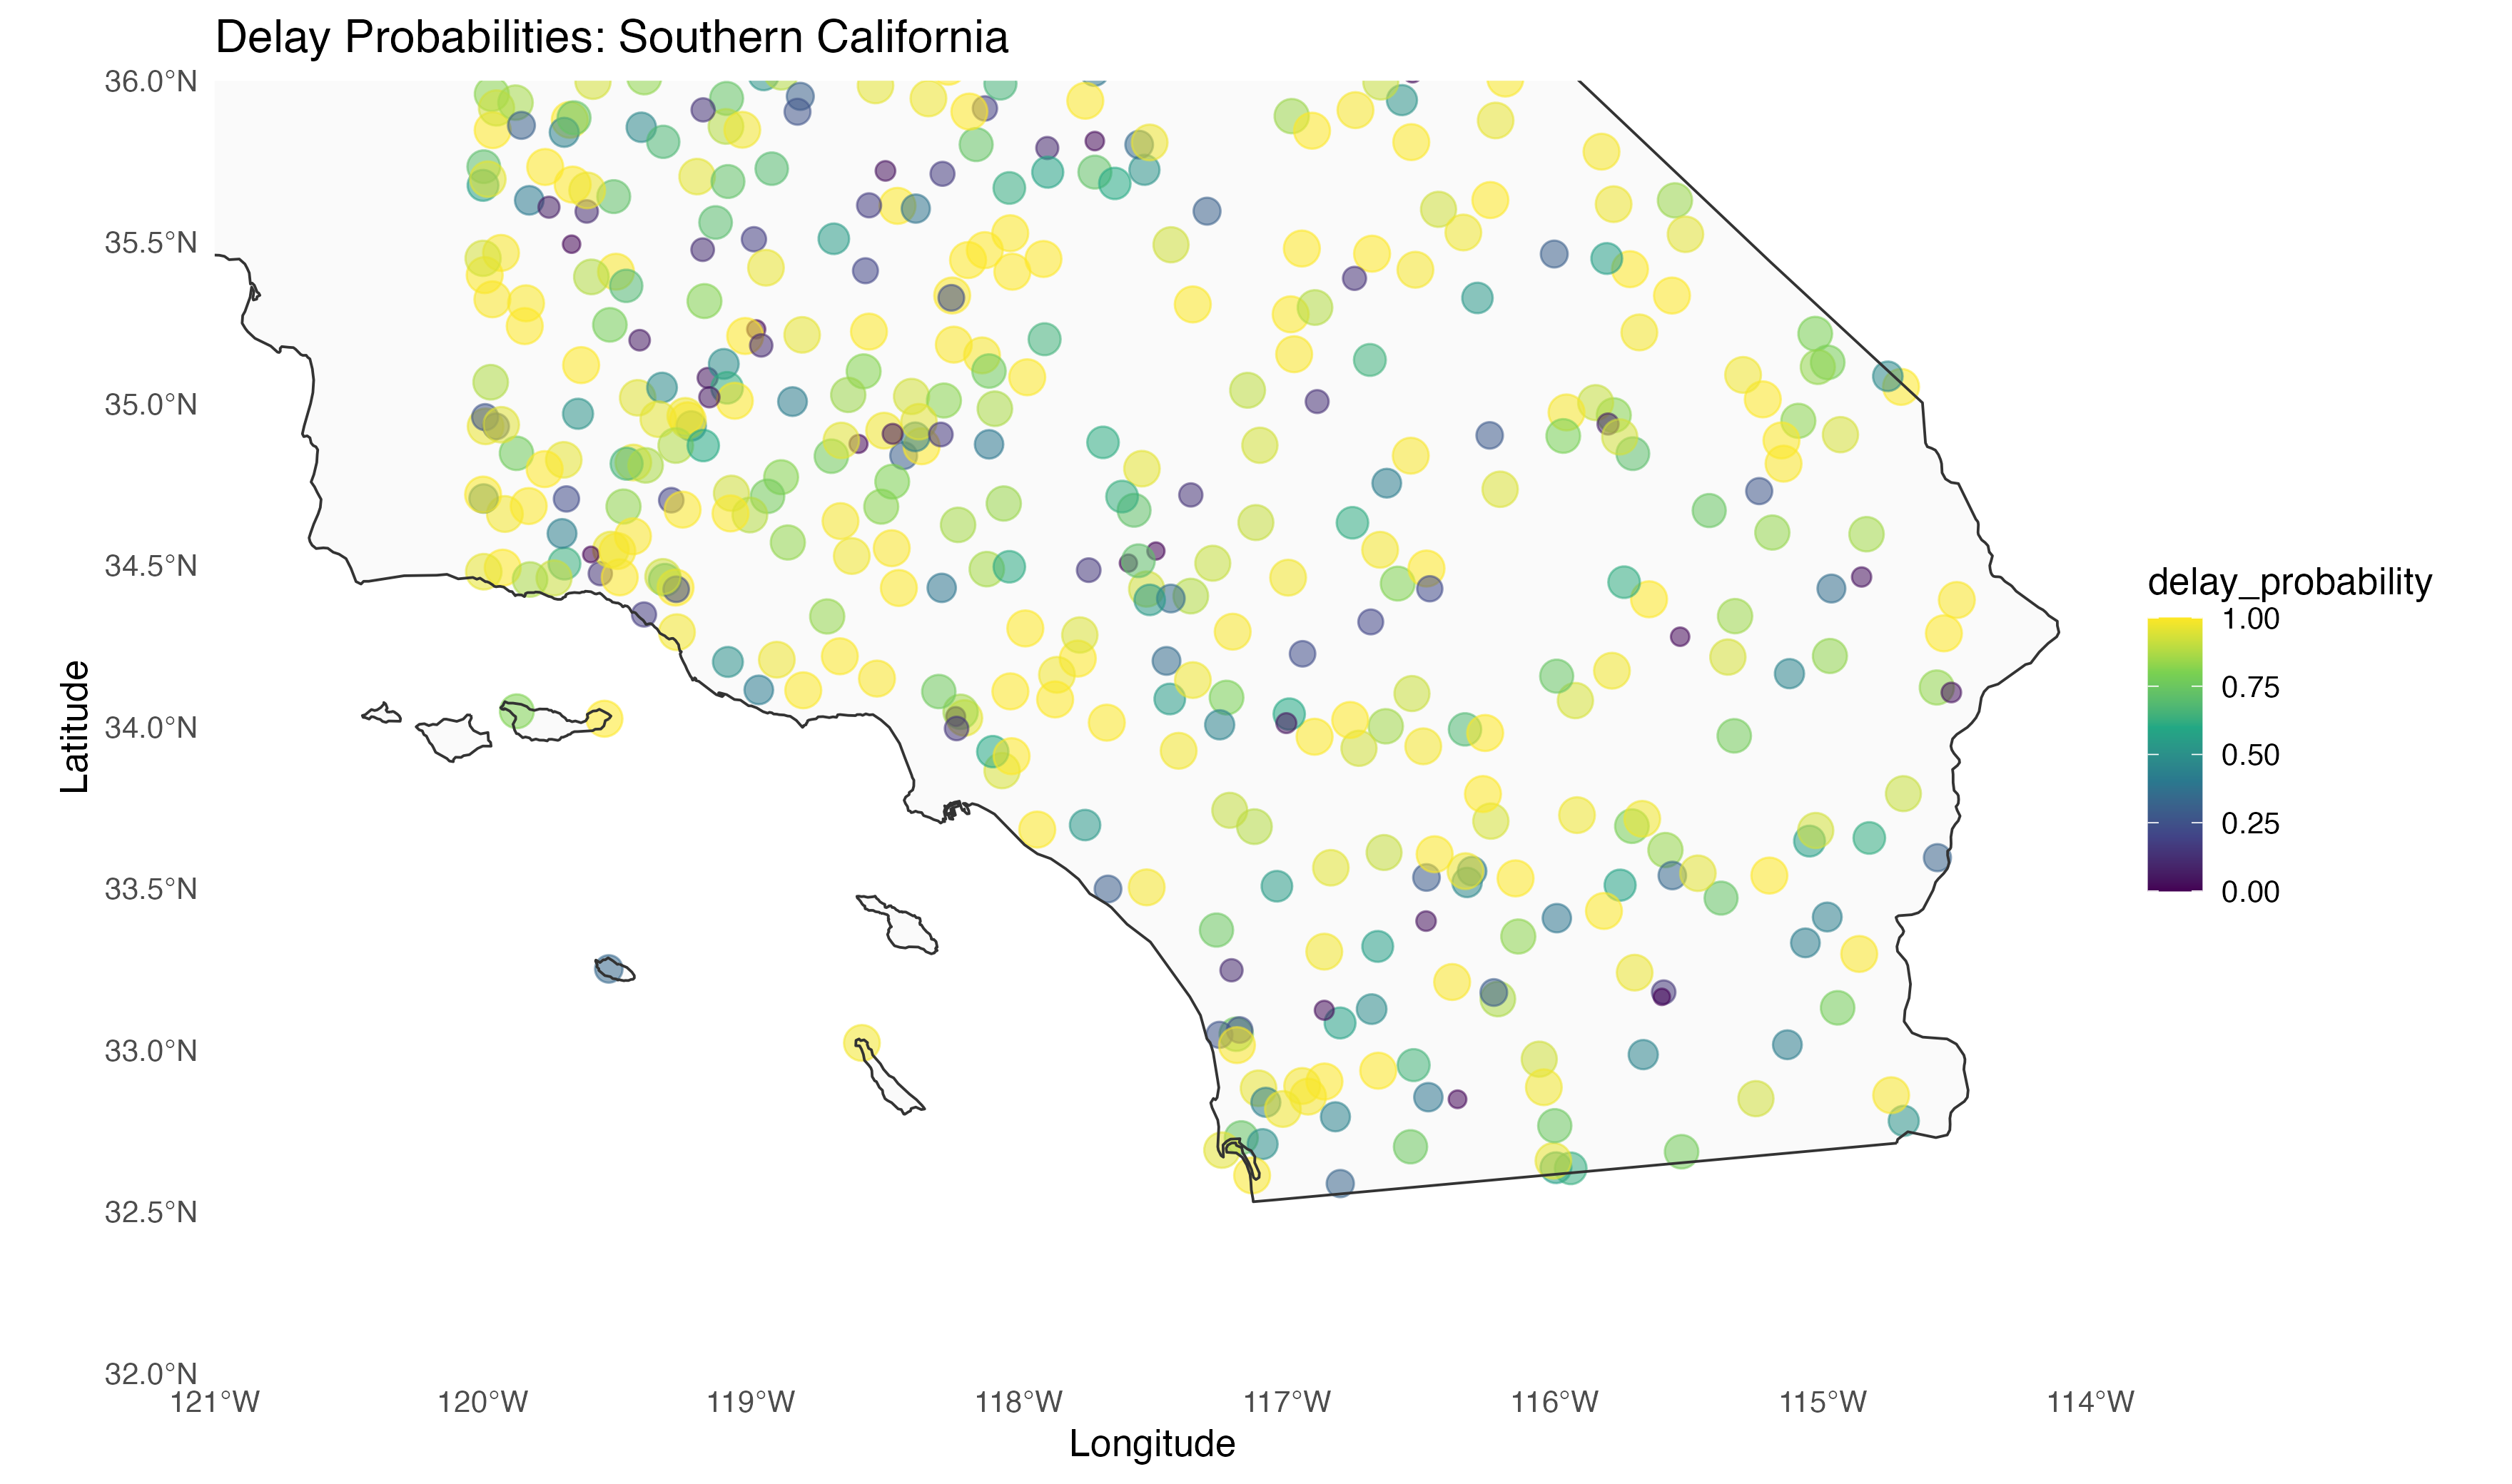 Delay Probabilities: Southern California
36.0°N
35.5°N
35.0°N
34.5°N
34.0°N
33.5°N
33.0°N
32.5°N
32.0°N
Latitude
121°W
120°W
119°W
118°W
117°W
116°W
115°W
114°W
Longitude
delay_probability
1.00
0.75
0.50
0.25
0.00